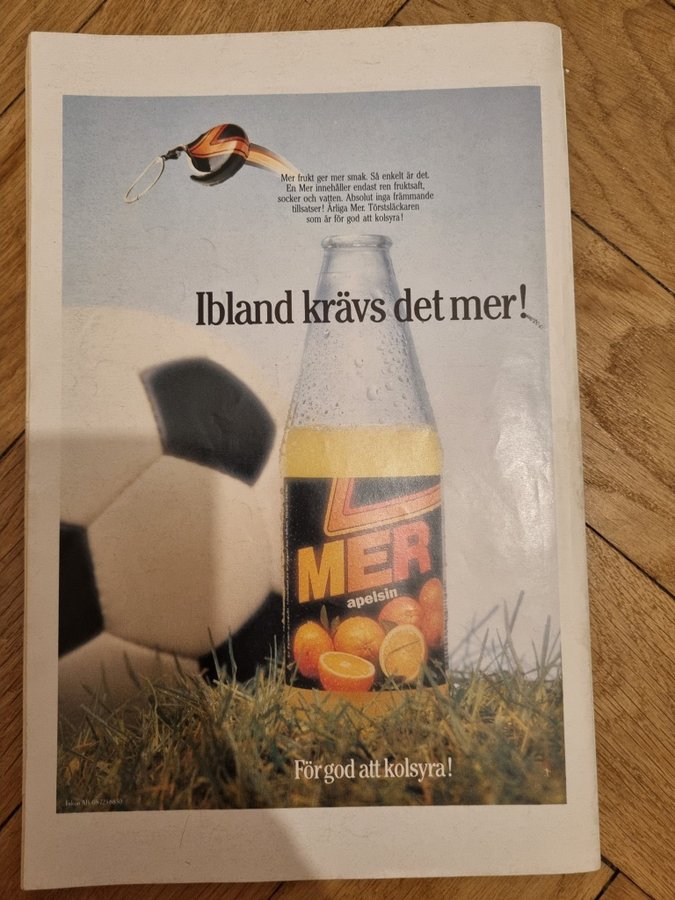 Mer frukt ger mer smak. Så enkelt är det.
En Mer innehåller endast ren fruktsaft,
socker och vatten. Absolut inga främmande
tillsatser! Ärliga Mer. Törstsläckaren
som är för god att kolsyra!
Ibland krävs det mer!
MER
apelsin
För god att kolsyra!